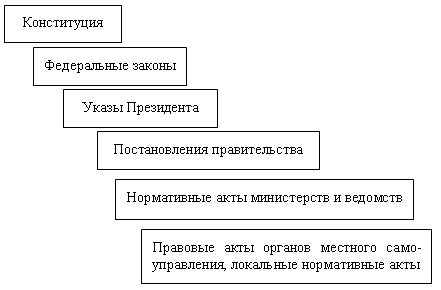 Конституция
Федеральные законы
Указы Президента
Постановления правительства
Нормативные акты министерств и ведомств
Правовые акты органов местного само-
управления, локальные нормативные акты